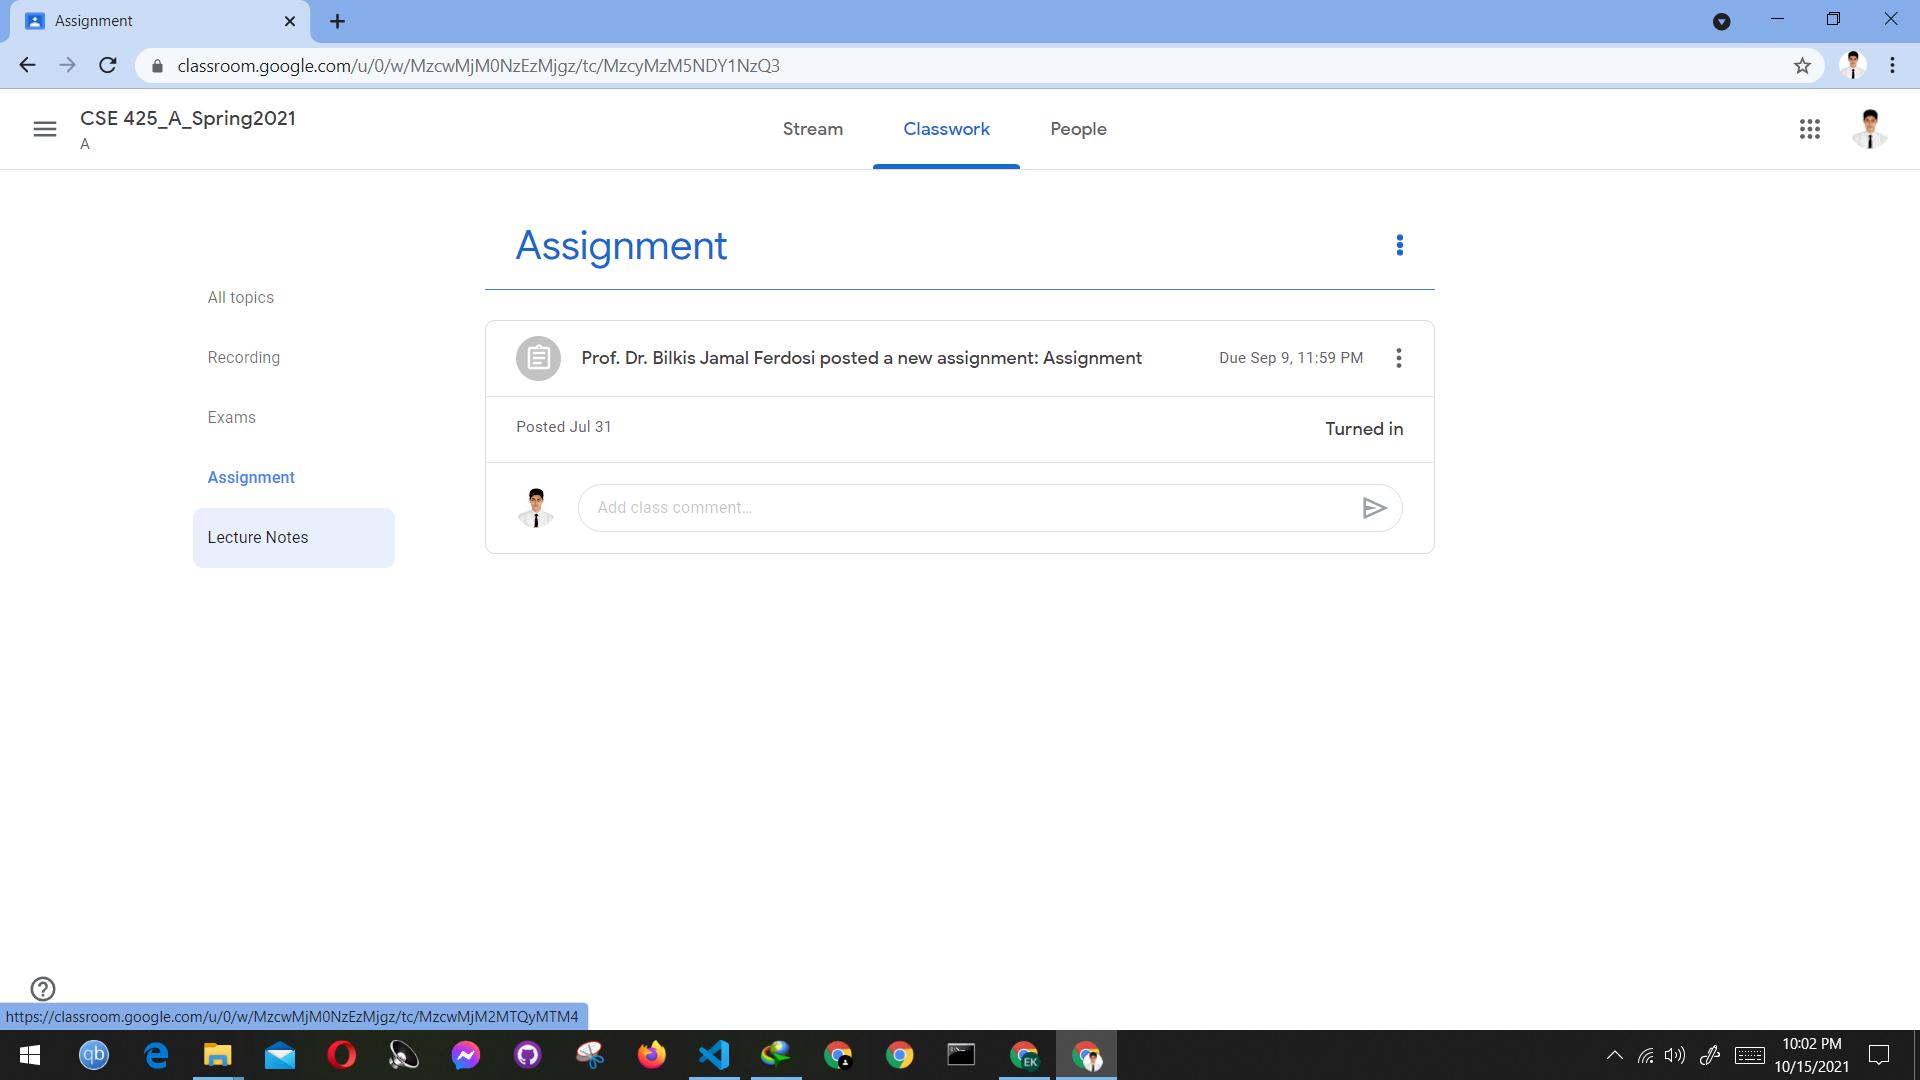 Assignment
classroom.google.com/u/0/w/MzcwMjM0NzEzMjgz/tc/MzcyMzM5NDY1NzQ3
CSE 425_A_Spring2021
A
Stream
Classwork
People
Assignment
All topics
Recording
Exams
Assignment
Lecture Notes
Prof. Dr. Bilkis Jamal Ferdosi posted a new assignment: Assignment
Due Sep 9, 11:59 PM
Posted Jul 31
Turned in
Add class comment...
https://classroom.google.com/u/0/w/MzcwMjM0NzEzMjgz/tc/MzcwMjM2MTQyMTM4
qb
EK
10:02 PM
10/15/2021